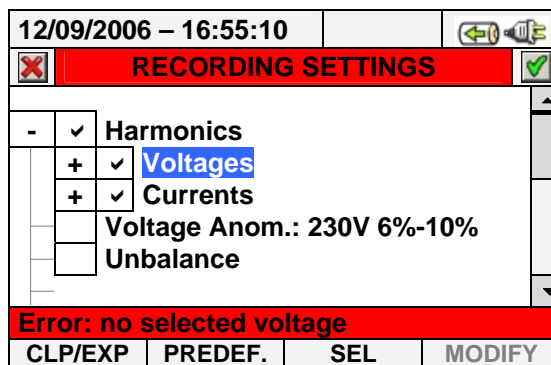 12/09/2006 – 16:55:10
RECORDING SETTINGS
- Harmonics
+ Voltages
+ Currents
Voltage Anom.: 230V 6%-10%
Unbalance
Error: no selected voltage
CLP/EXP PREDEF. SEL MODIFY